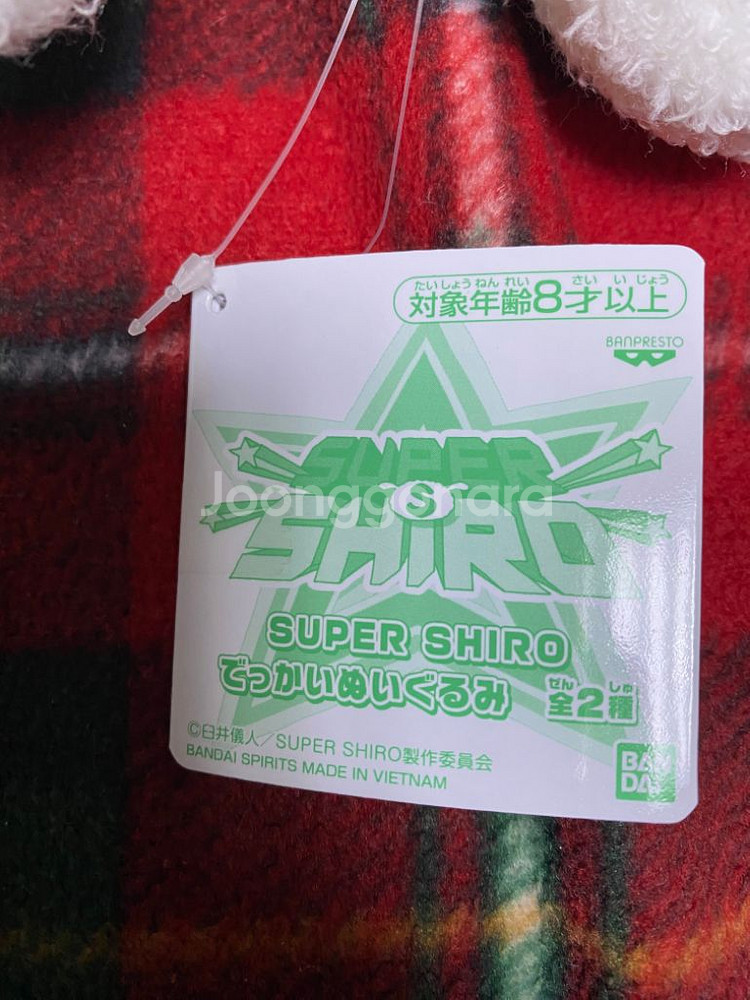 たいしょうねんれい さい いじょう
対象年齢8才以上
BANPRESTO
SUPER
SHIRO
Joonggonara
SUPER SHIRO
でっかいぬいぐるみ
ぜん しゅ
全2種
©臼井儀人/SUPER SHIRO製作委員会
BANDAI SPIRITS MADE IN VIETNAM
BAN
DAI